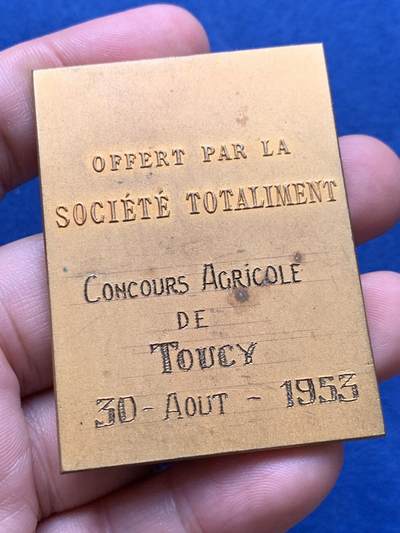 OFFERT PAR LA
SOCIÉTÉ TOTALIMENT
CONCOURS AGRICOLE
DE
TOUCY
30 - AOUT - 1953